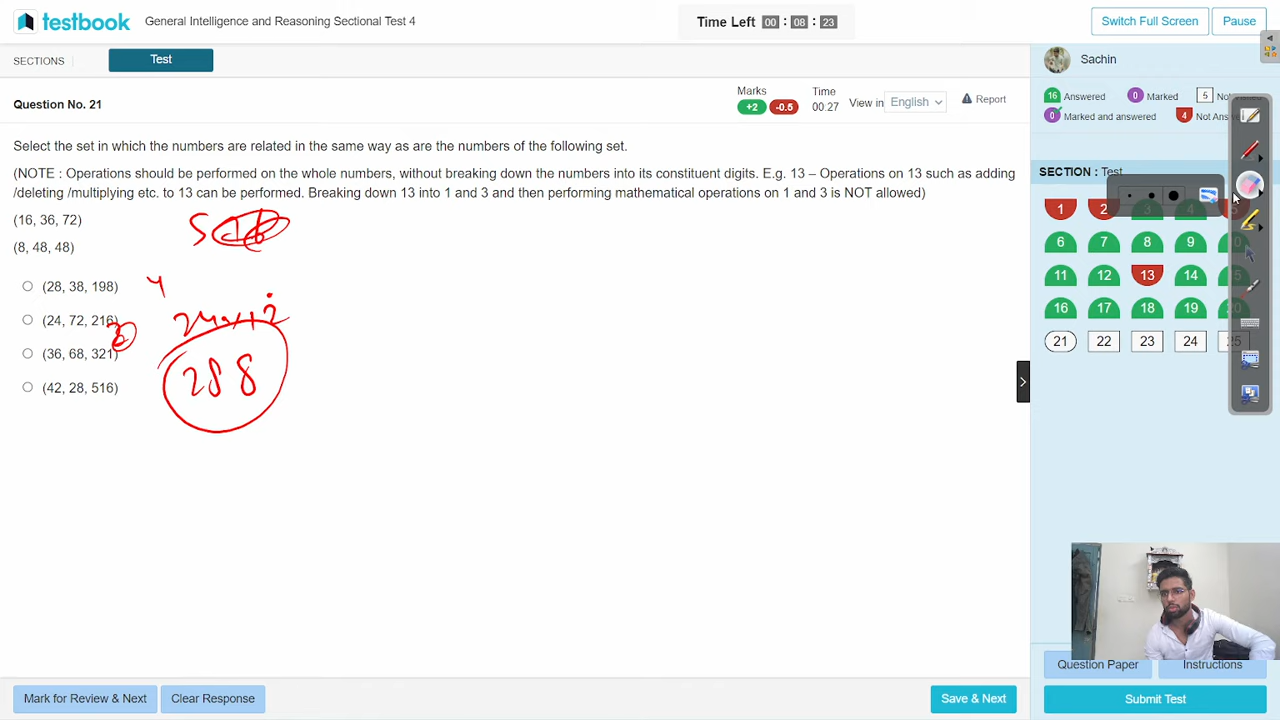 testbook
General Intelligence and Reasoning Sectional Test 4
Time Left 00 : 08 : 23
Switch Full Screen
Pause
SECTIONS
Test
Sachin
Question No. 21
Marks
+2 -0.5
Time
00:27
View in English
Report
16 Answered
0 Marked
5
0 Marked and answered
4 Not Ans
Select the set in which the numbers are related in the same way as are the numbers of the following set.
(NOTE : Operations should be performed on the whole numbers, without breaking down the numbers into its constituent digits. E.g. 13 – Operations on 13 such as adding
/deleting /multiplying etc. to 13 can be performed. Breaking down 13 into 1 and 3 and then performing mathematical operations on 1 and 3 is NOT allowed)
(16, 36, 72)
(8, 48, 48)
(28, 38, 198)
(24, 72, 216)
(36, 68, 321)
(42, 28, 516)
288
SECTION : Test
1 2 3 4
6 7 8 9
11 12 13 14
16 17 18 19
21 22 23 24
Mark for Review & Next
Clear Response
Save & Next
Question Paper
Instructions
Submit Test